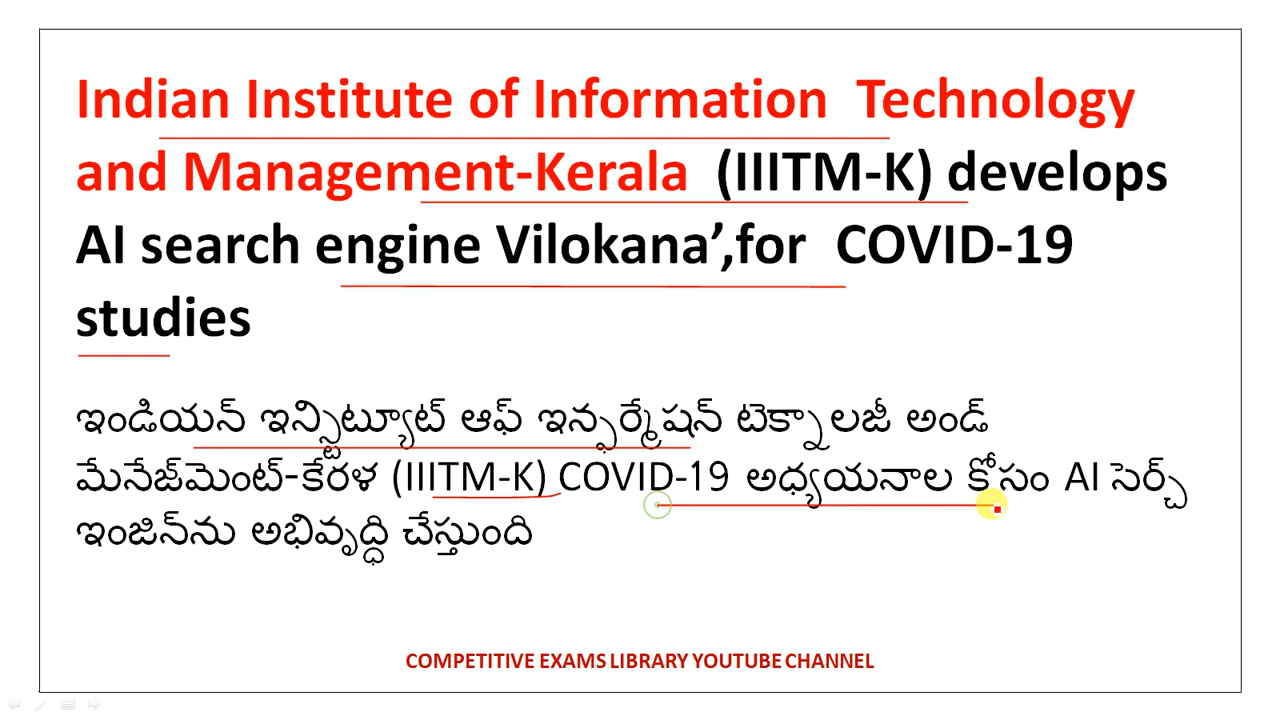 Indian Institute of Information Technology
and Management-Kerala (IIITM-K) develops
AI search engine Vilokana’,for COVID-19
studies
ఇండియన్ ఇన్స్టిట్యూట్ ఆఫ్ ఇన్ఫర్మేషన్ టెక్నాలజీ అండ్
మేనేజ్‌మెంట్-కేరళ (IIITM-K) COVID-19 అధ్యయనాల కోసం AI సెర్చ్
ఇంజిన్‌ను అభివృద్ధి చేస్తుంది
COMPETITIVE EXAMS LIBRARY YOUTUBE CHANNEL